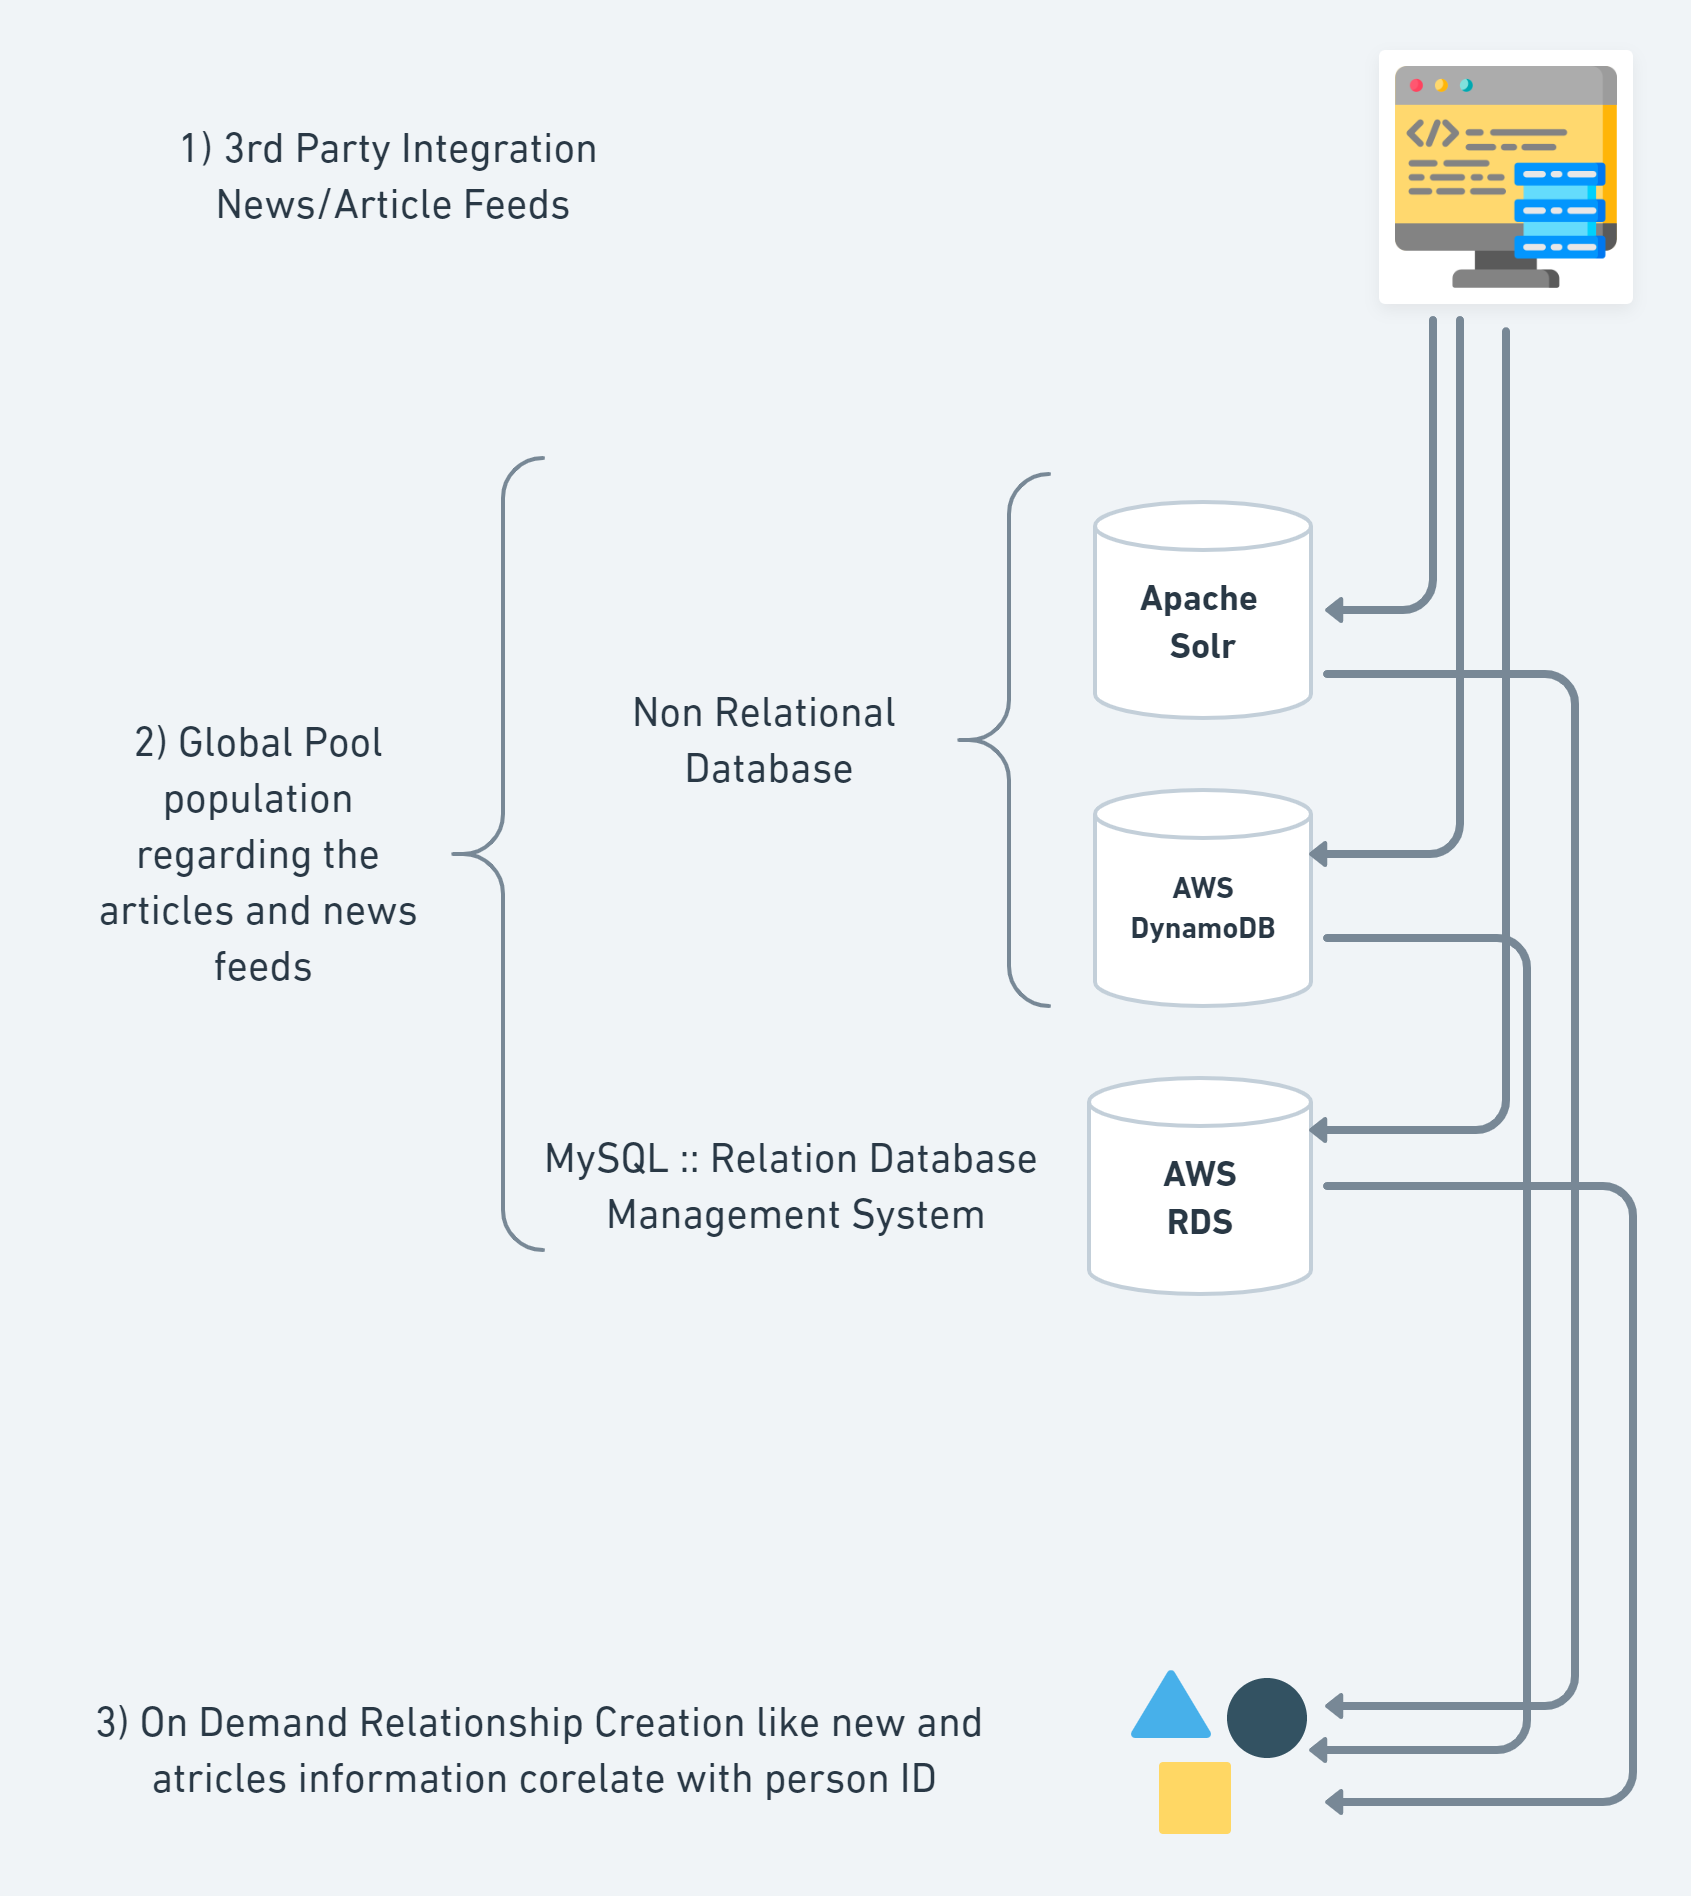 1) 3rd Party Integration
News/Article Feeds
Apache
Solr
Non Relational
Database
2) Global Pool
population
regarding the
articles and news
feeds
AWS
DynamoDB
MySQL :: Relation Database
Management System
AWS
RDS
3) On Demand Relationship Creation like new and
atricles information corelate with person ID